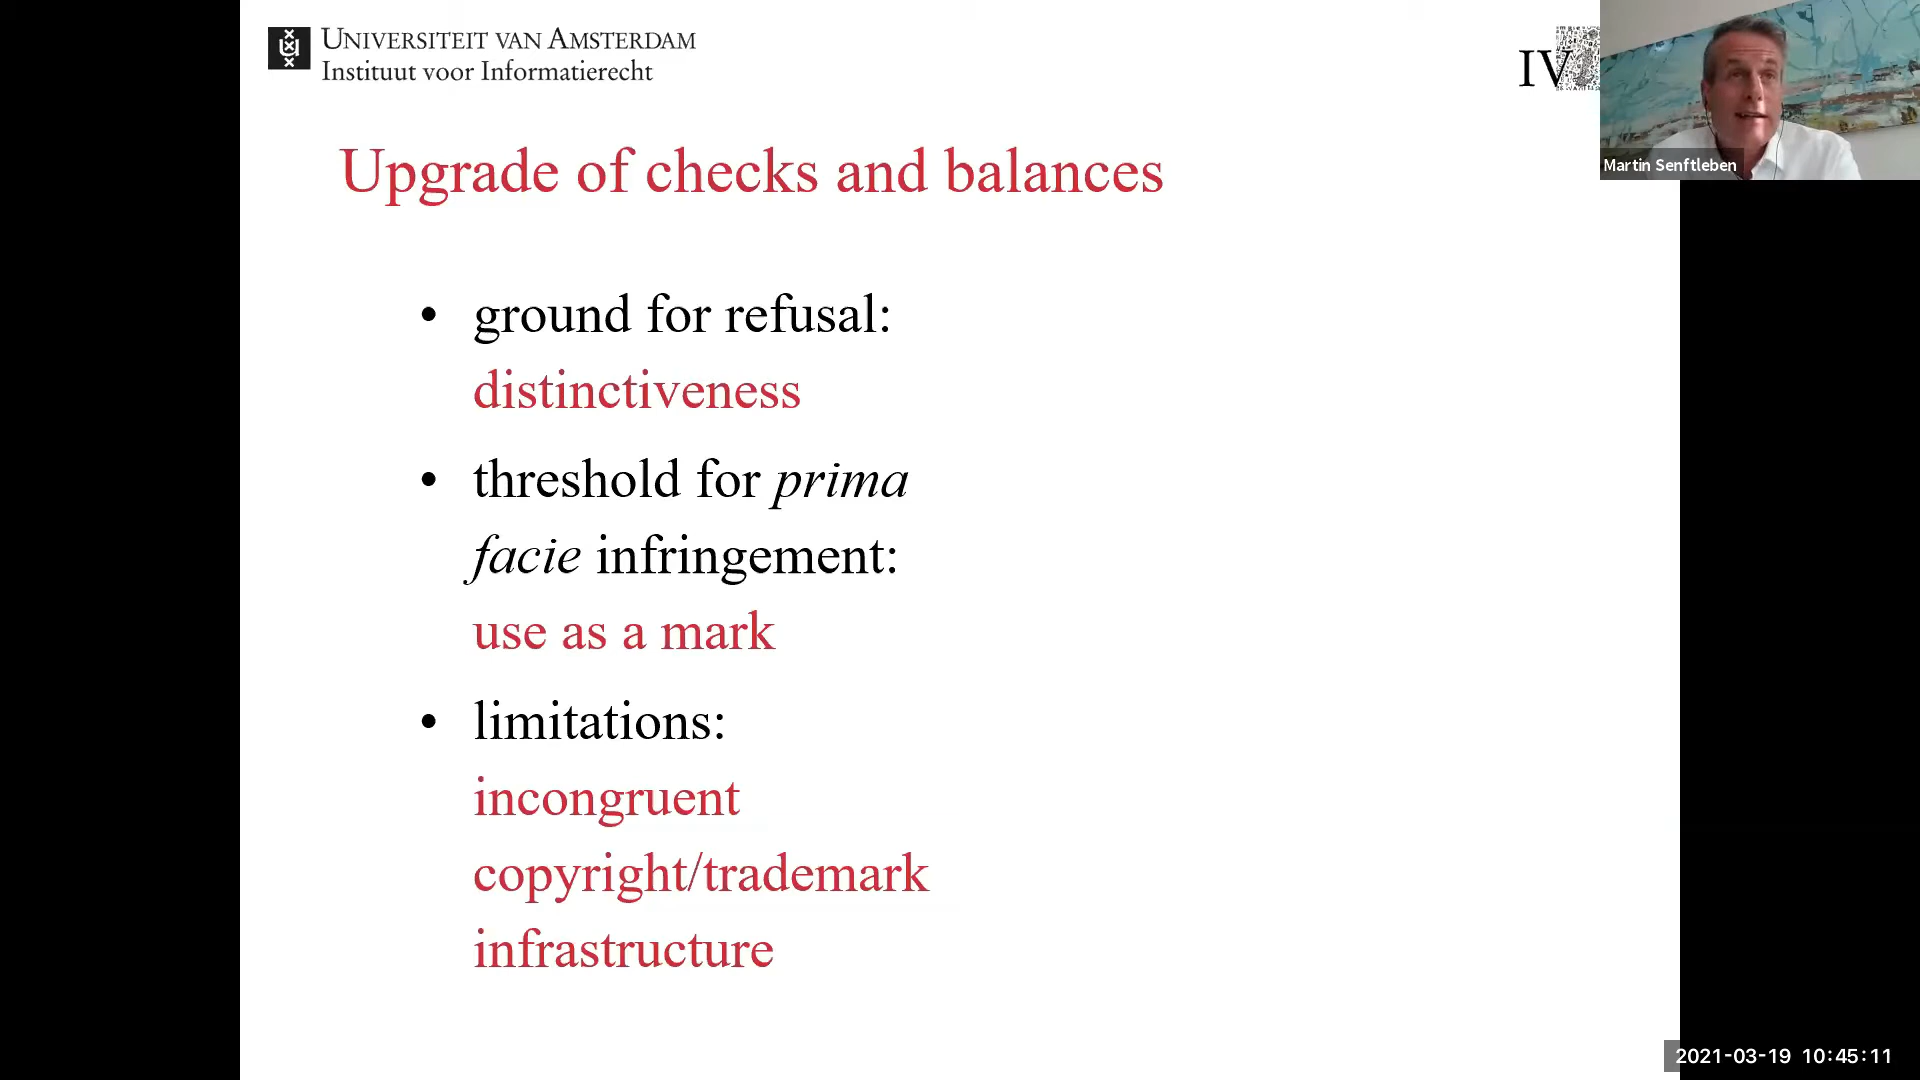 UNIVERSITEIT VAN AMSTERDAM
Instituut voor Informatierecht
Martin Senftleben
Upgrade of checks and balances
• ground for refusal:
distinctiveness
• threshold for prima
facie infringement:
use as a mark
• limitations:
incongruent
copyright/trademark
infrastructure
2021-03-19 10:45:11